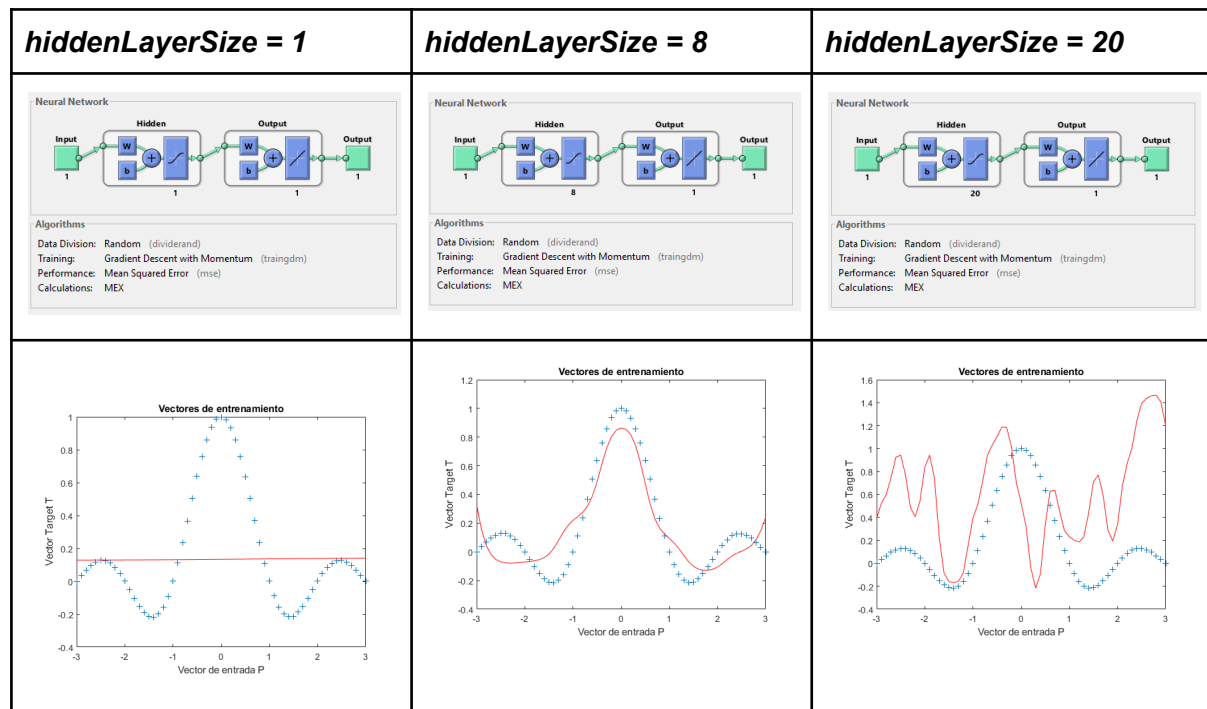 hiddenLayerSize = 1
hiddenLayerSize = 8
hiddenLayerSize = 20
Neural Network
Hidden
Output
Input
Output
W
W
b
b
1
1
1
1
Algorithms
Data Division: Random (dividerand)
Training: Gradient Descent with Momentum (traingdm)
Performance: Mean Squared Error (mse)
Calculations: MEX
Neural Network
Hidden
Output
Input
Output
W
W
b
b
1
8
1
1
Algorithms
Data Division: Random (dividerand)
Training: Gradient Descent with Momentum (traingdm)
Performance: Mean Squared Error (mse)
Calculations: MEX
Neural Network
Hidden
Output
Input
Output
W
W
b
b
1
20
1
1
Algorithms
Data Division: Random (dividerand)
Training: Gradient Descent with Momentum (traingdm)
Performance: Mean Squared Error (mse)
Calculations: MEX
Vectores de entrenamiento
Vector Target T
1
0.8
0.6
0.4
0.2
0
-0.2
-0.4
-3 -2 -1 0 1 2 3
Vector de entrada P
Vectores de entrenamiento
Vector Target T
1.2
1
0.8
0.6
0.4
0.2
0
-0.2
-0.4
-3 -2 -1 0 1 2 3
Vector de entrada P
Vectores de entrenamiento
Vector Target T
1.6
1.4
1.2
1
0.8
0.6
0.4
0.2
0
-0.2
-0.4
-3 -2 -1 0 1 2 3
Vector de entrada P